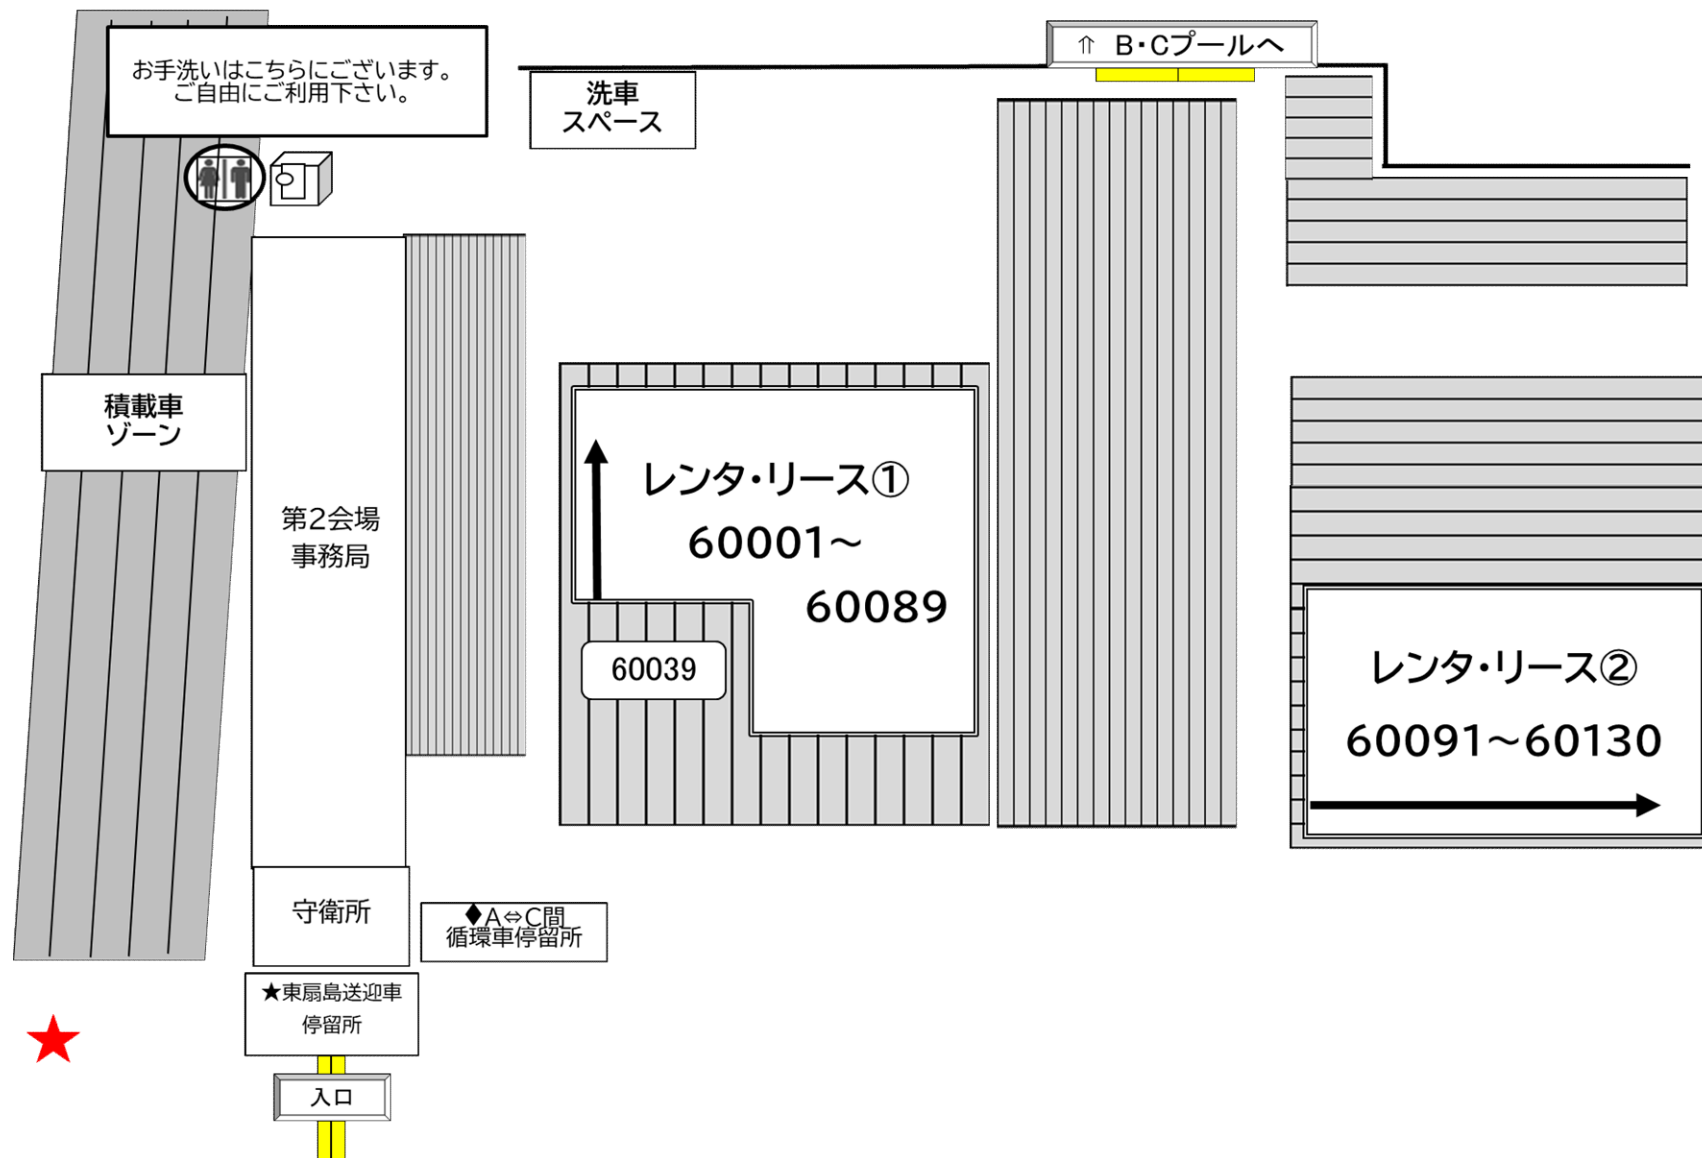 お手洗いはこちらにございます。
ご自由にご利用下さい。
⇑ B・Cプールへ
洗車
スペース
積載車
ゾーン
第2会場
事務局
レンタ・リース①
60001～
60089
60039
レンタ・リース②
60091～60130
守衛所
◆A⇔C間
循環車停留所
★東扇島送迎車
停留所
入口